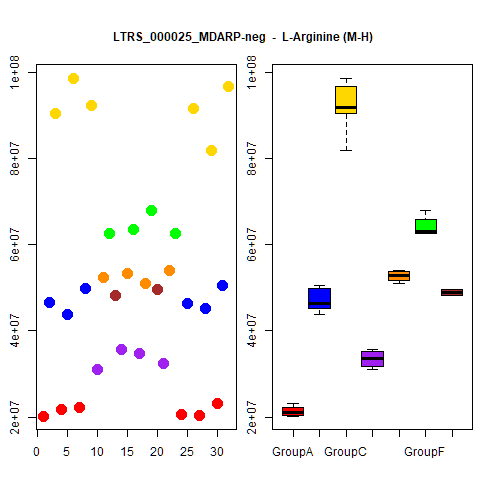 LTRS_000025_MDARP-neg - L-Arginine (M-H)
1e+08
8e+07
6e+07
4e+07
2e+07
0 5 10 15 20 25 30
1e+08
8e+07
6e+07
4e+07
2e+07
GroupA GroupC GroupF